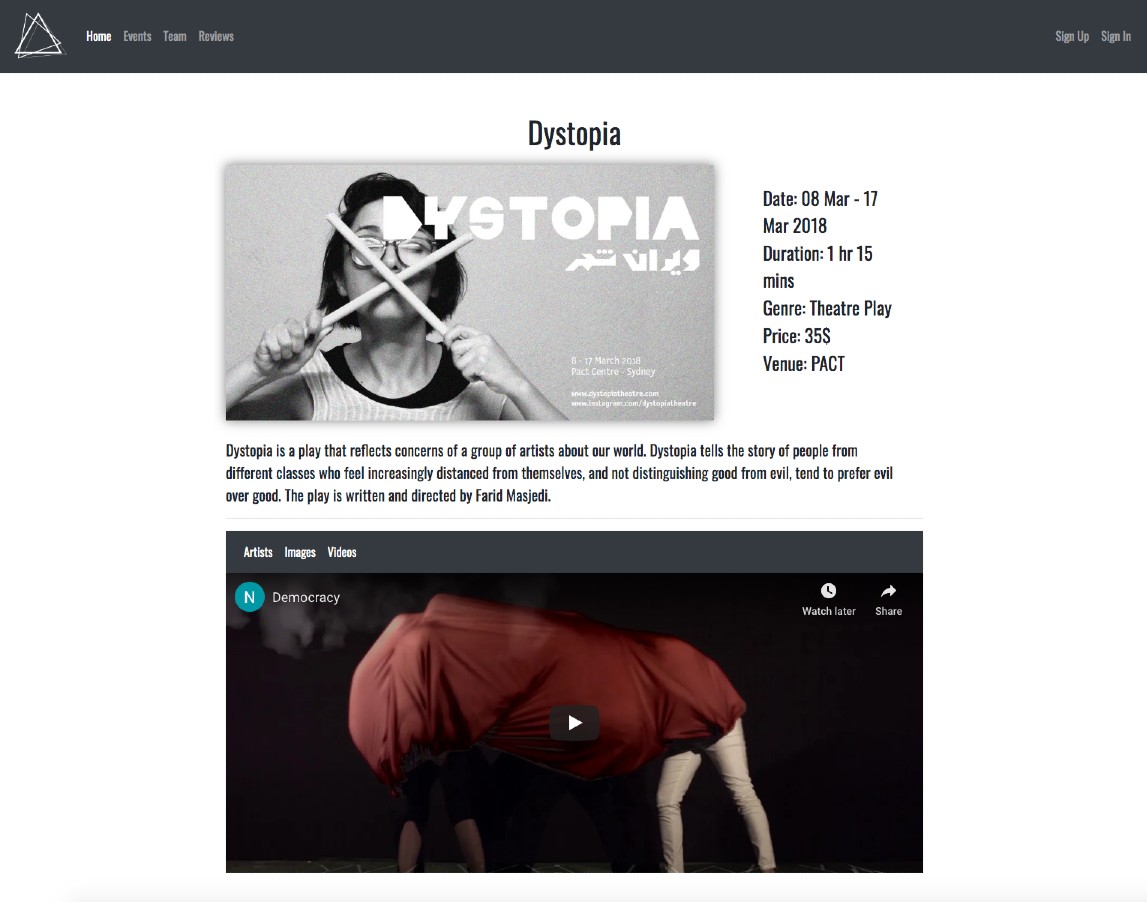 Home Events Team Reviews Sign Up Sign In
Dystopia
DYSTOPIA
ویران شهر
8 - 17 March 2018
Pact Centre - Sydney
www.dystopiatheatre.com
www.instagram.com/dystopiatheatre
Date: 08 Mar - 17
Mar 2018
Duration: 1 hr 15
mins
Genre: Theatre Play
Price: 35$
Venue: PACT
Dystopia is a play that reflects concerns of a group of artists about our world. Dystopia tells the story of people from
different classes who feel increasingly distanced from themselves, and not distinguishing good from evil, tend to prefer evil
over good. The play is written and directed by Farid Masjedi.
Artists Images Videos
N Democracy
Watch later Share